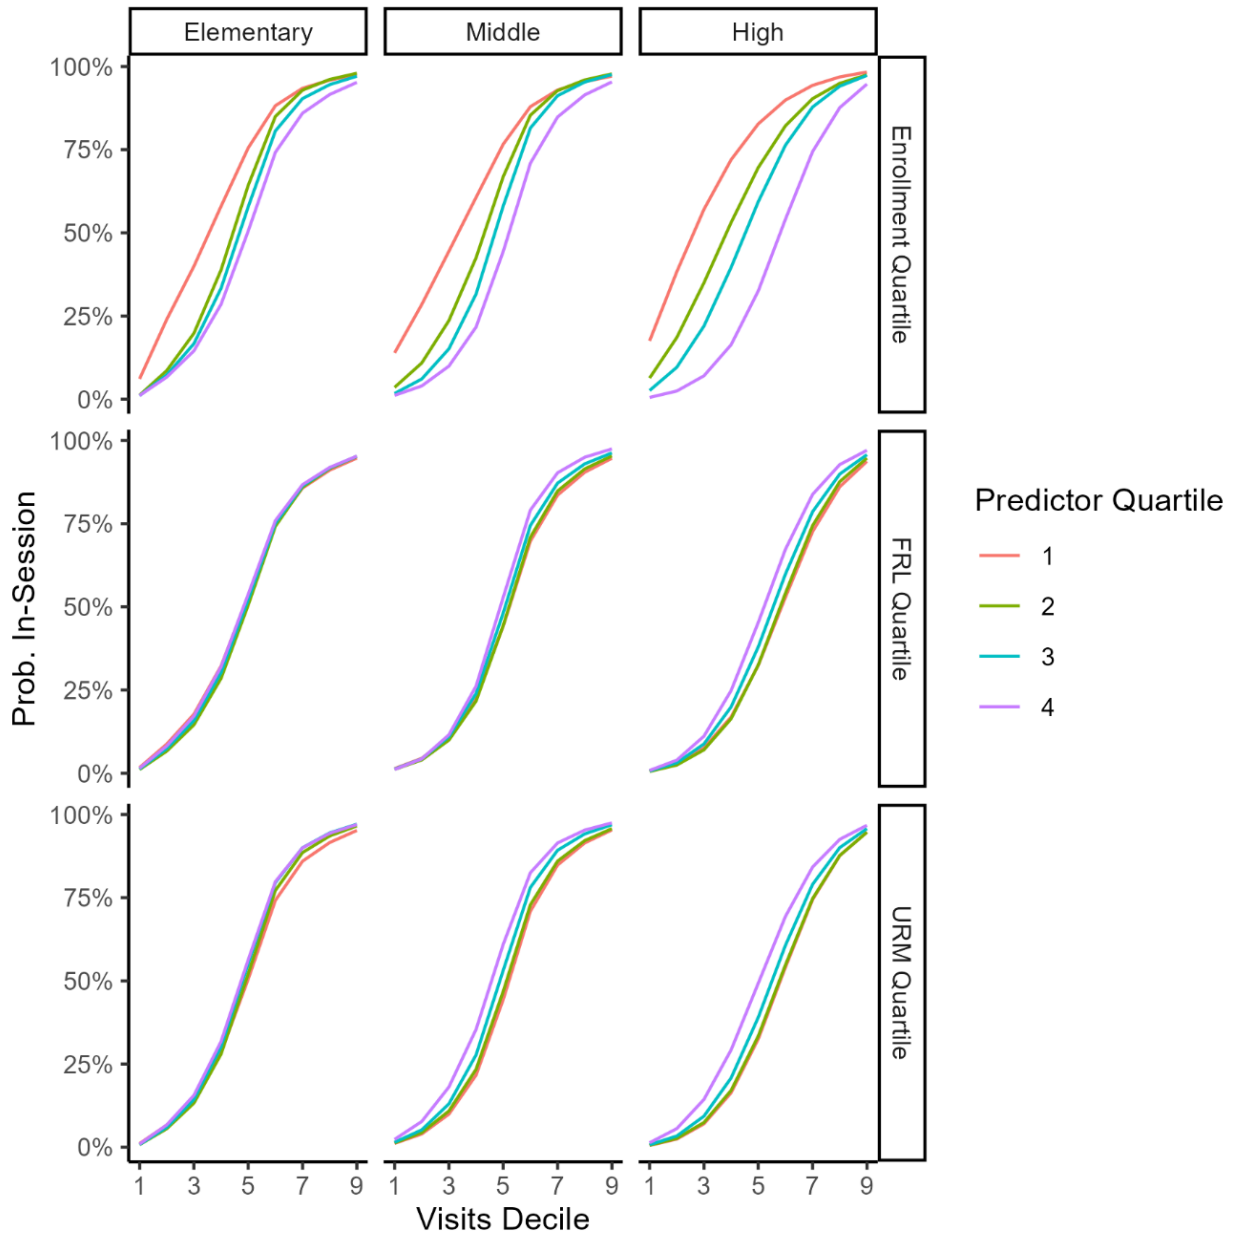 Elementary Middle High
100%
75%
50%
25%
0%
Enrollment Quartile
100%
75%
50%
25%
0%
FRL Quartile
100%
75%
50%
25%
0%
URM Quartile
1 3 5 7 9 1 3 5 7 9 1 3 5 7 9
Visits Decile
Prob. In-Session
Predictor Quartile
1
2
3
4